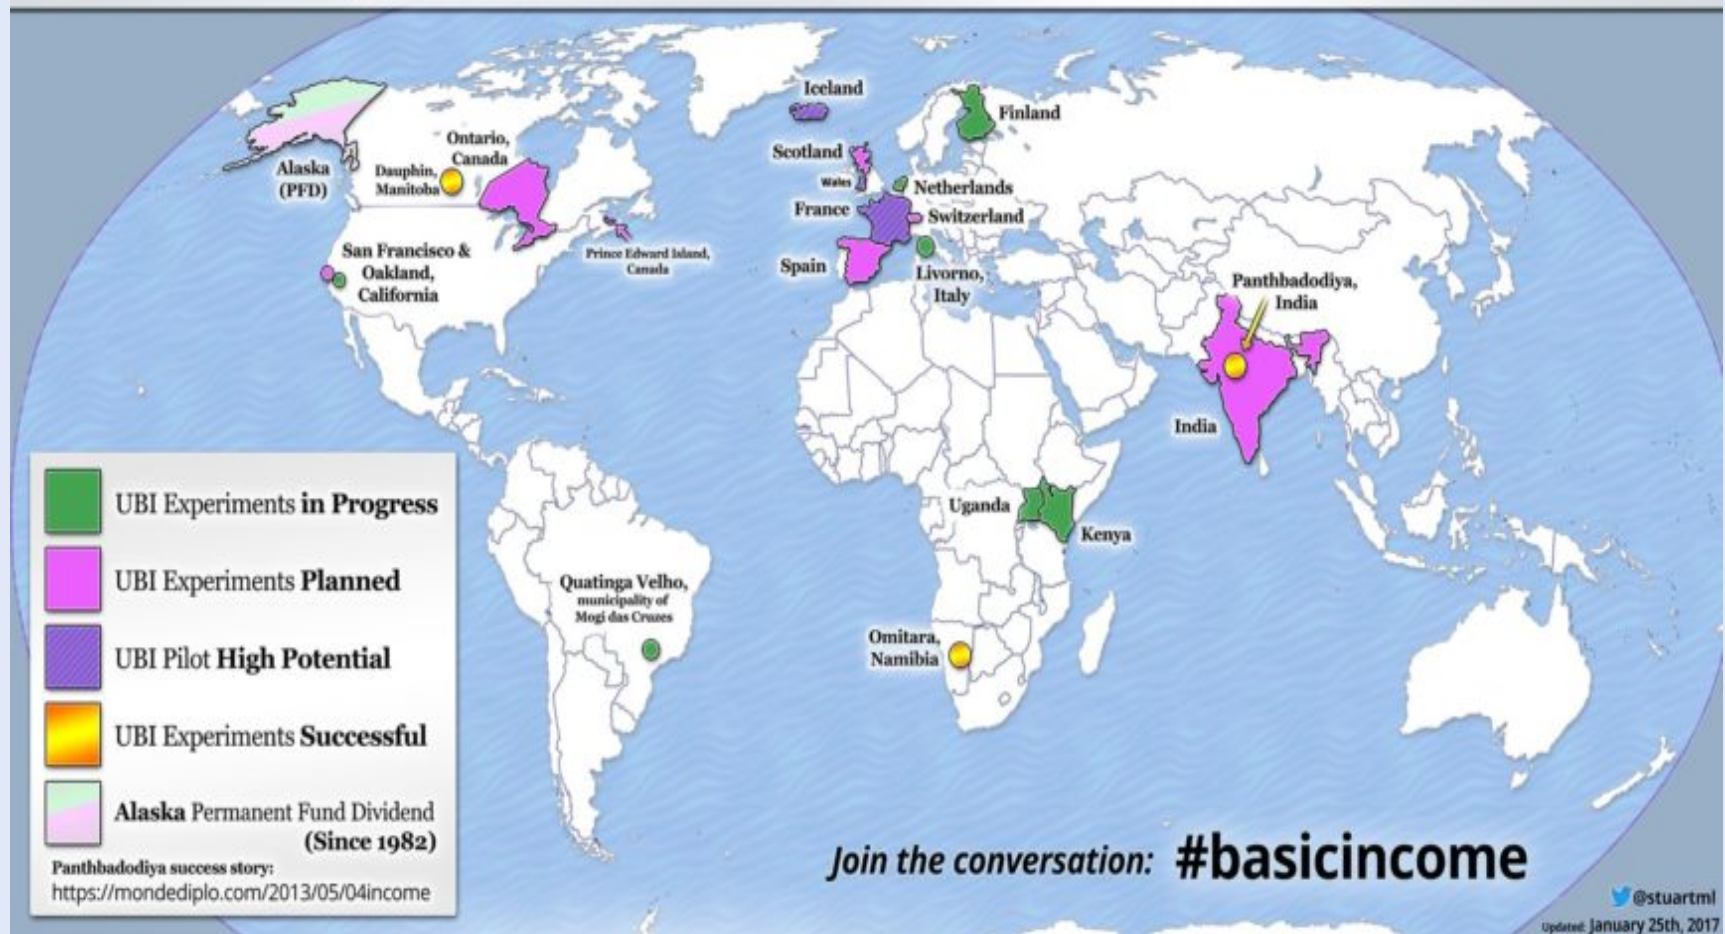 Iceland
Finland
Ontario,
Canada
Scotland
Alaska
(PFD)
Dauphin,
Manitoba
Wales
Netherlands
France
Switzerland
San Francisco &
Oakland,
California
Prince Edward Island,
Canada
Spain
Livorno,
Italy
Panthbadodiya,
India
India
UBI Experiments in Progress
Uganda
Kenya
UBI Experiments Planned
Quatinga Velho,
municipality of
Mogi das Cruzes
Omitara,
Namibia
UBI Pilot High Potential
UBI Experiments Successful
Alaska Permanent Fund Dividend
(Since 1982)
Panthbadodiya success story:
https://mondediplo.com/2013/05/04income
Join the conversation: #basicincome
@stuartml
Updated: January 25th, 2017